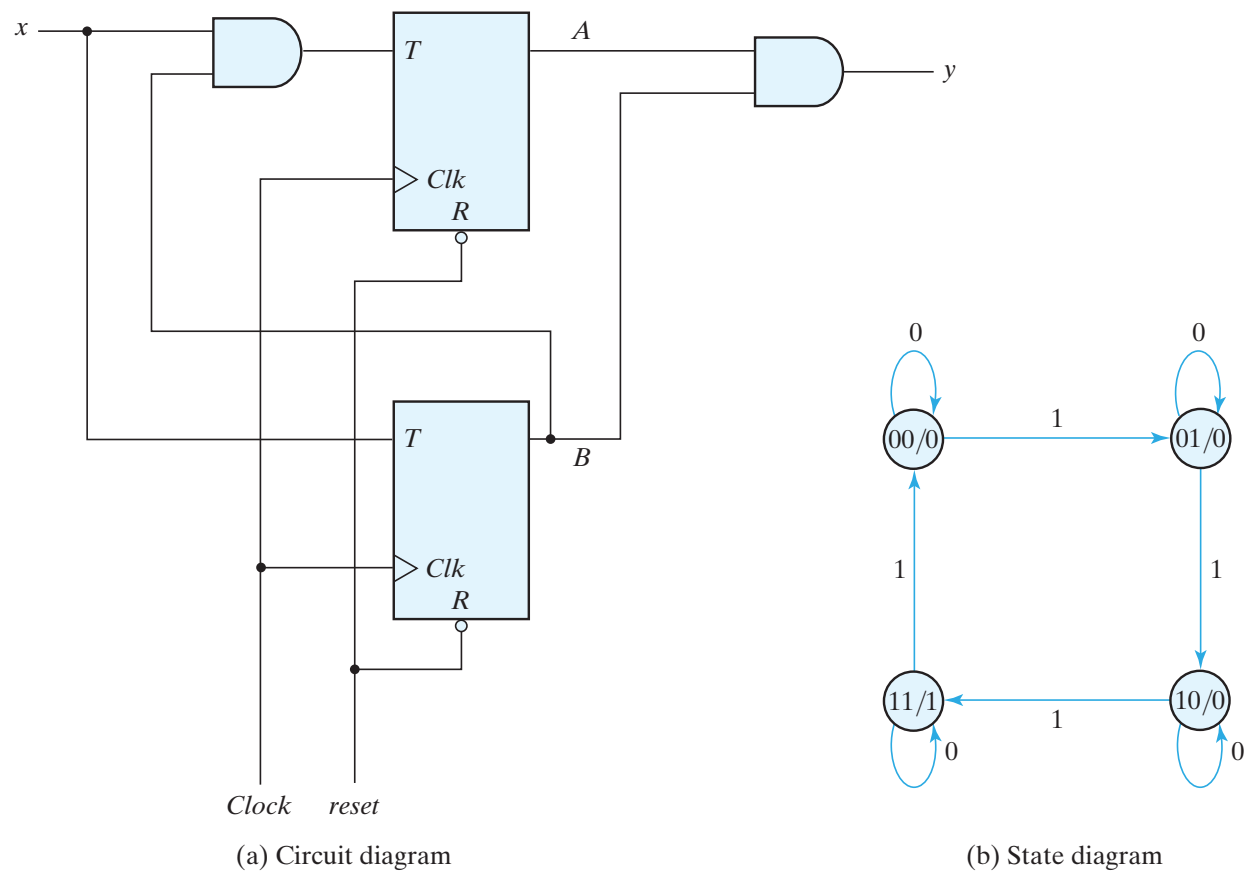 x
T
A
y
Clk
R
T
B
Clk
R
Clock reset
(a) Circuit diagram
0 0
00/0 1 01/0
1 1
11/1 1 10/0
0 0
(b) State diagram